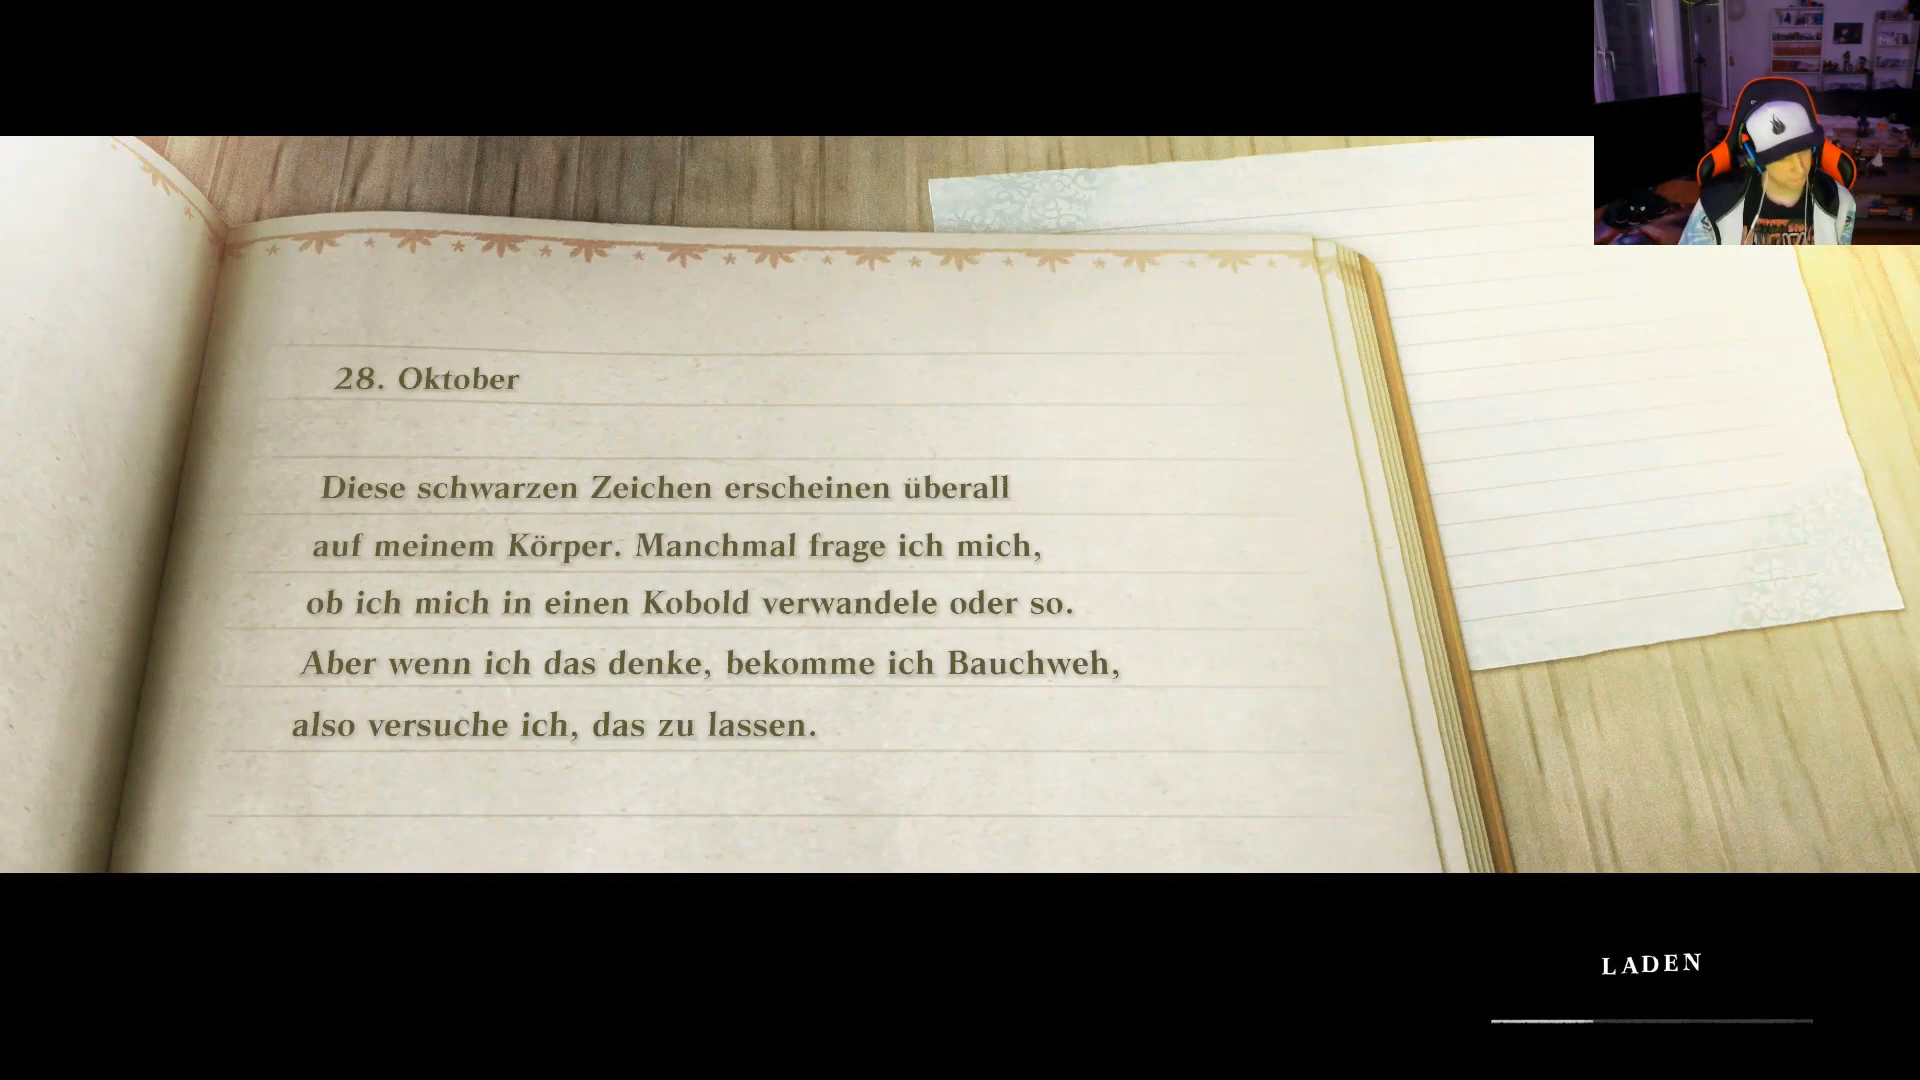 28. Oktober
Diese schwarzen Zeichen erscheinen überall
auf meinem Körper. Manchmal frage ich mich,
ob ich mich in einen Kobold verwandele oder so.
Aber wenn ich das denke, bekomme ich Bauchweh,
also versuche ich, das zu lassen.
LADEN